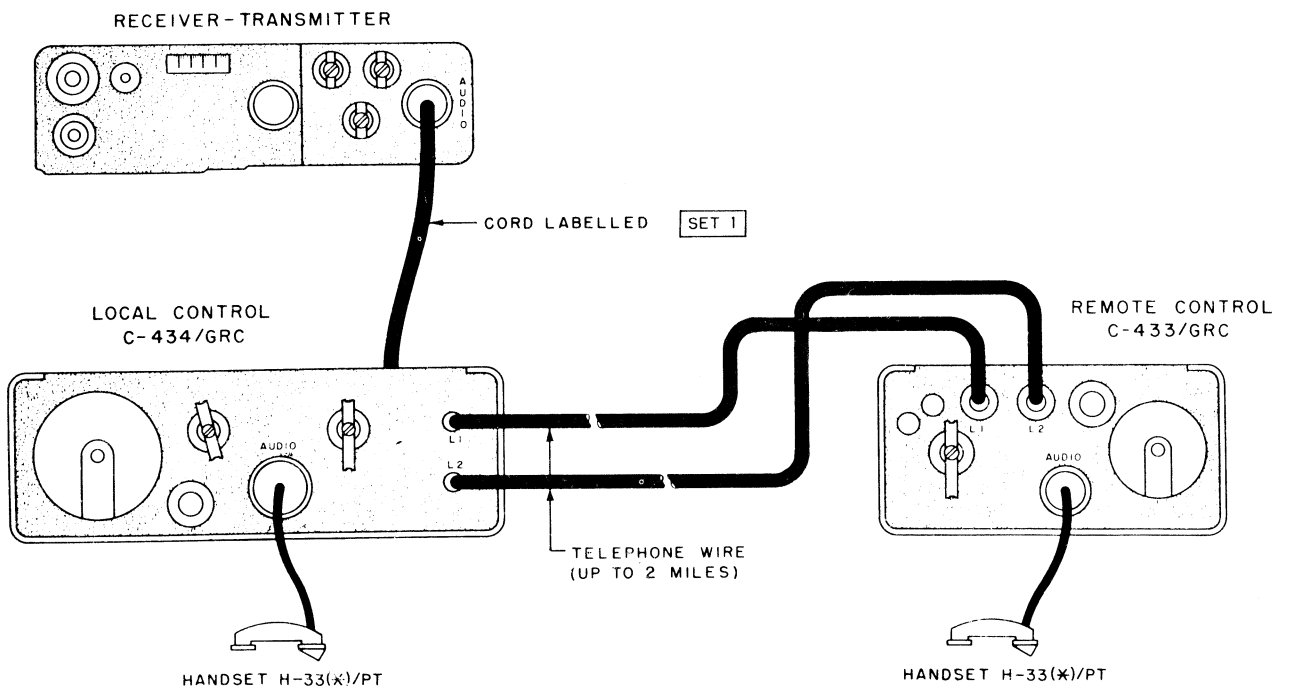 RECEIVER-TRANSMITTER
AUDIO
CORD LABELLED SET 1
LOCAL CONTROL
C-434/GRC
REMOTE CONTROL
C-433/GRC
AUDIO
L1
L2
L1
L2
AUDIO
TELEPHONE WIRE
(UP TO 2 MILES)
HANDSET H-33(*)/PT
HANDSET H-33(*)/PT